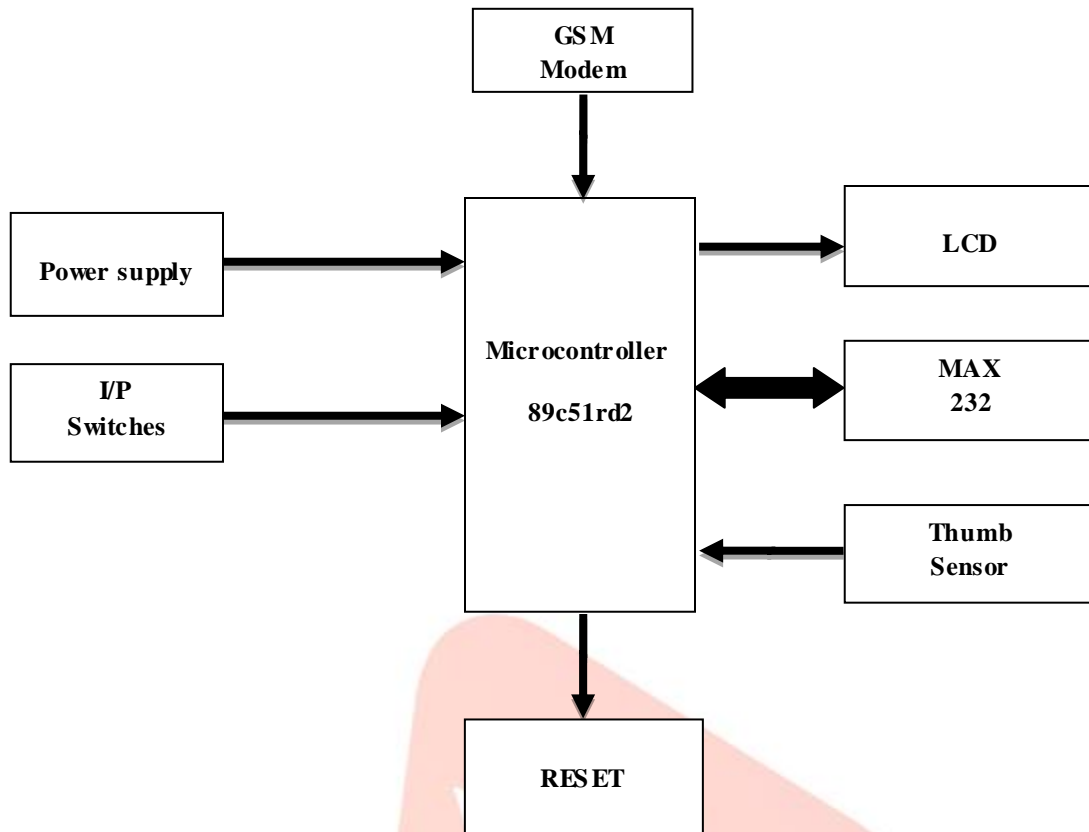 GSM
Modem
Power supply
LCD
Microcontroller
89c51rd2
I/P
Switches
MAX
232
Thumb
Sensor
RESET